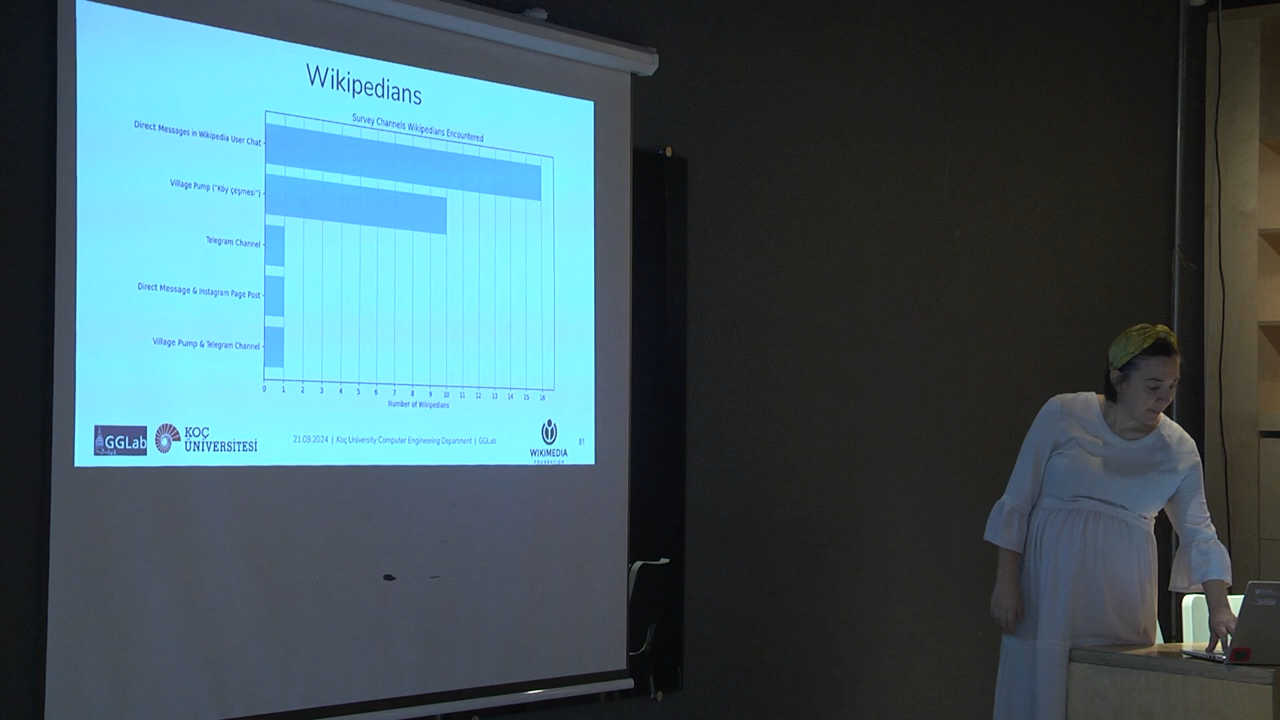 Wikipedians
Survey Channels Wikipedians Encountered
Direct Messages in Wikipedia User Chat
Village Pump ("Köy çeşmesi")
Telegram Channel
Direct Message & Instagram Page Post
Village Pump & Telegram Channel
0 1 2 3 4 5 6 7 8 9 10 11 12 13 14 15 16
Number of Wikipedians
GGLab
KOÇ
ÜNİVERSİTESİ
21.09.2024 | Koç University Computer Engineering Department | GGLab
WIKIMEDIA
FOUNDATION
81